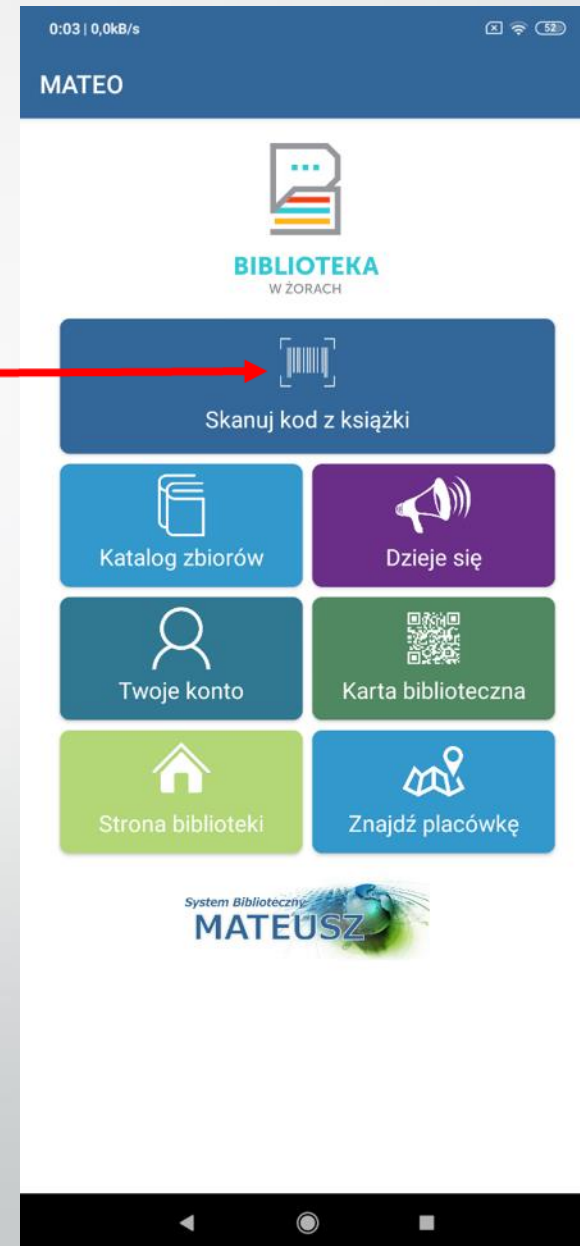 0:03 | 0,0kB/s 52
MATEO
BIBLIOTEKA
W ŻORACH
Skanuj kod z książki
Katalog zbiorów
Dzieje się
Twoje konto
Karta biblioteczna
Strona biblioteki
Znajdź placówkę
System Biblioteczny
MATEUSZ